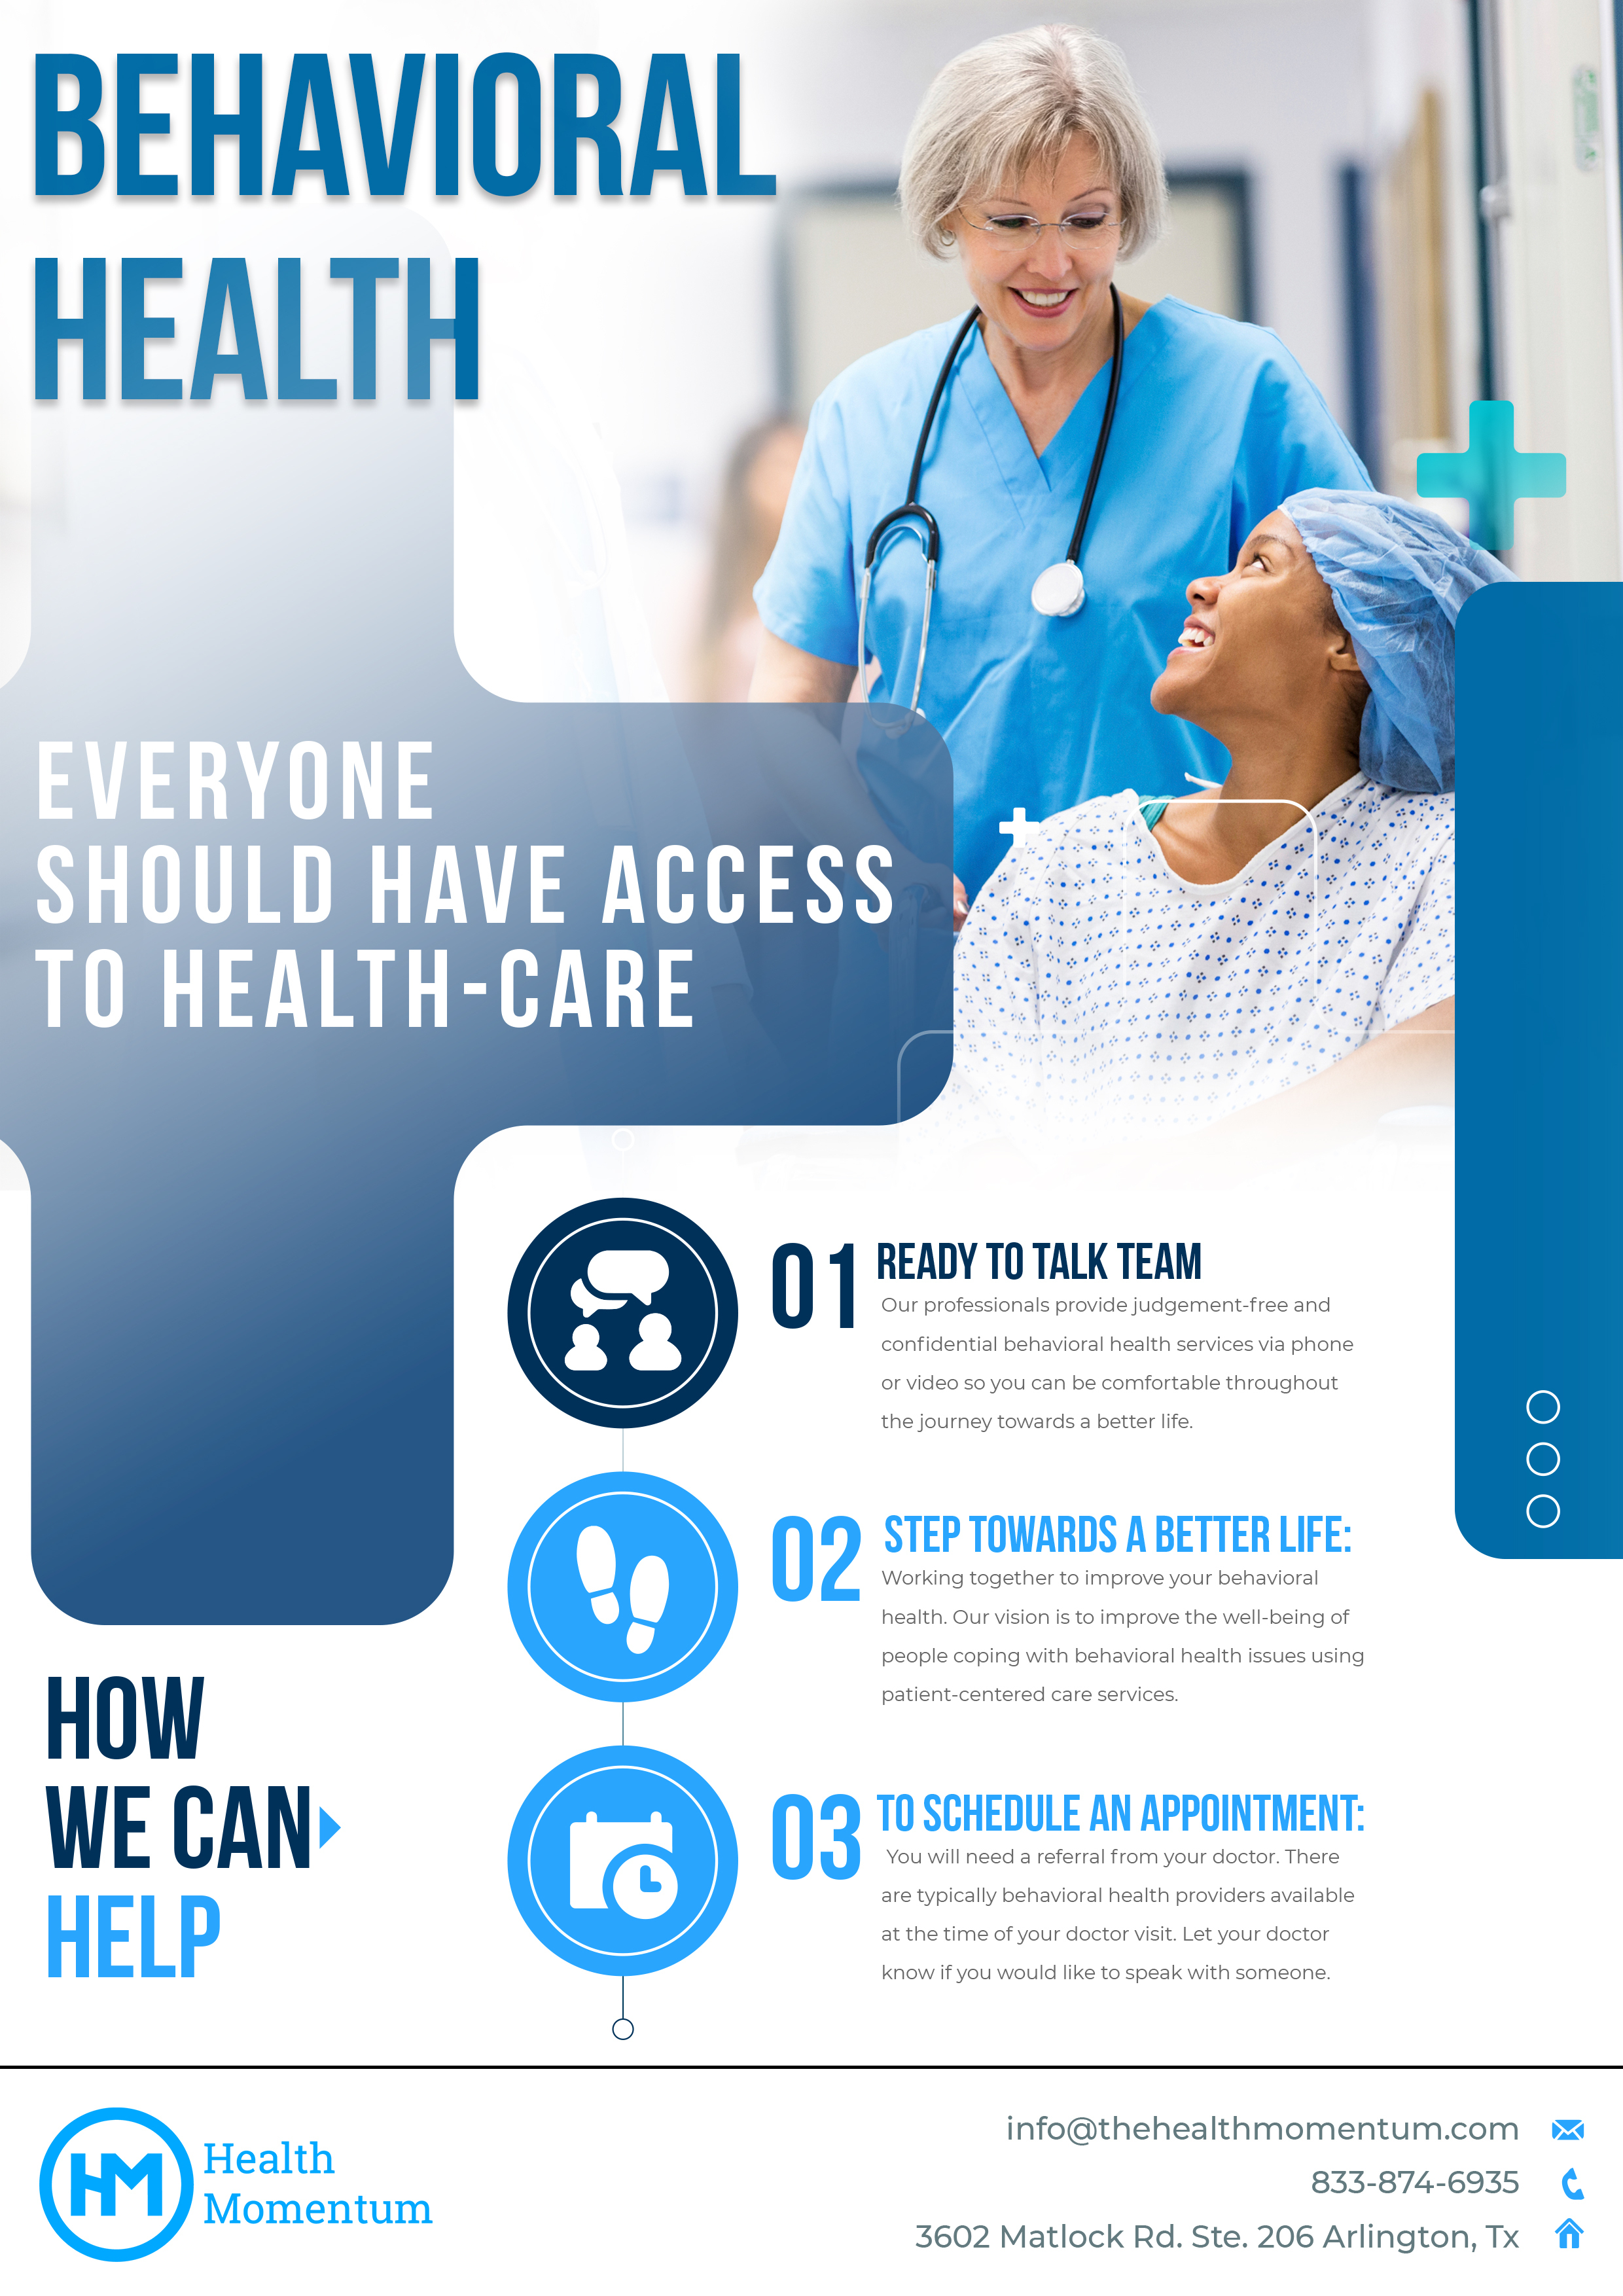 BEHAVIORAL
HEALTH
EVERYONE
SHOULD HAVE ACCESS
TO HEALTH-CARE
01 READY TO TALK TEAM
Our professionals provide judgement-free and
confidential behavioral health services via phone
or video so you can be comfortable throughout
the journey towards a better life.
02 STEP TOWARDS A BETTER LIFE:
Working together to improve your behavioral
health. Our vision is to improve the well-being of
people coping with behavioral health issues using
patient-centered care services.
03 TO SCHEDULE AN APPOINTMENT:
You will need a referral from your doctor. There
are typically behavioral health providers available
at the time of your doctor visit. Let your doctor
know if you would like to speak with someone.
HOW
WE CAN
HELP
HM
Health
Momentum
info@thehealthmomentum.com
833-874-6935
3602 Matlock Rd. Ste. 206 Arlington, Tx